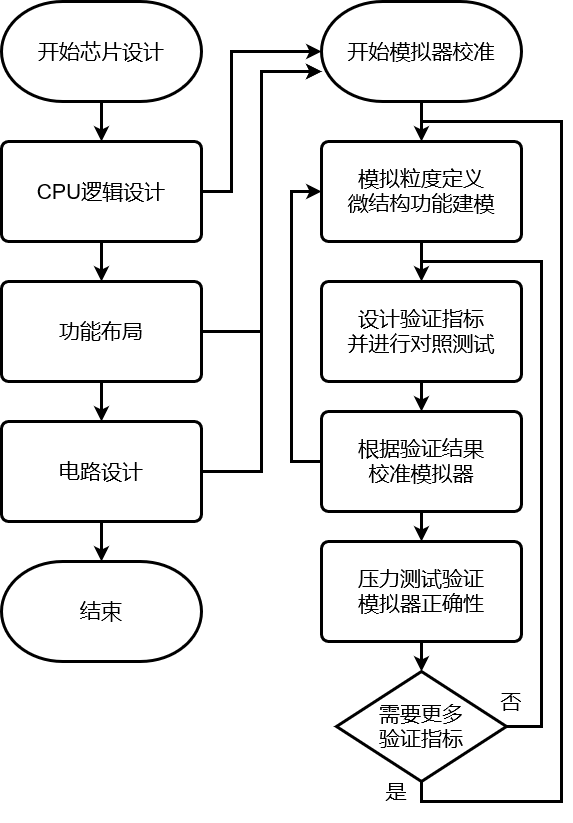 开始芯片设计
CPU逻辑设计
功能布局
电路设计
结束
开始模拟器校准
模拟粒度定义
微结构功能建模
设计验证指标
并进行对照测试
根据验证结果
校准模拟器
压力测试验证
模拟器正确性
需要更多
验证指标
否
是